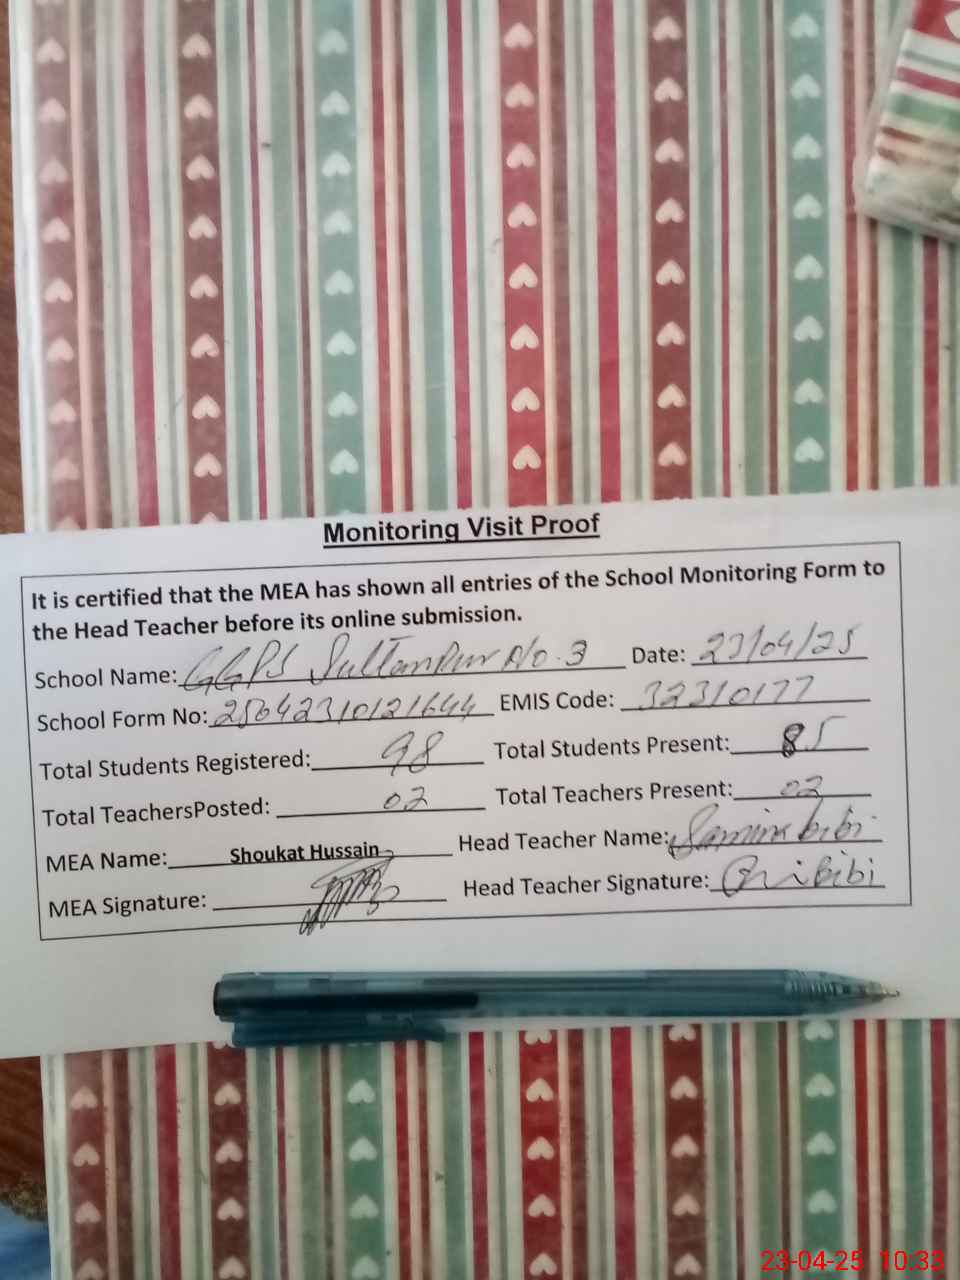 Monitoring Visit Proof
It is certified that the MEA has shown all entries of the School Monitoring Form to
the Head Teacher before its online submission.
School Name: GGPS Sultanpur No.3 Date: 23/04/25
School Form No: 25042310121644 EMIS Code: 32310177
Total Students Registered: 98 Total Students Present: 85
Total TeachersPosted: 02 Total Teachers Present: 02
MEA Name: Shoukat Hussain Head Teacher Name: Samina bibi
MEA Signature: Head Teacher Signature: bibi
23-04-25 10:33